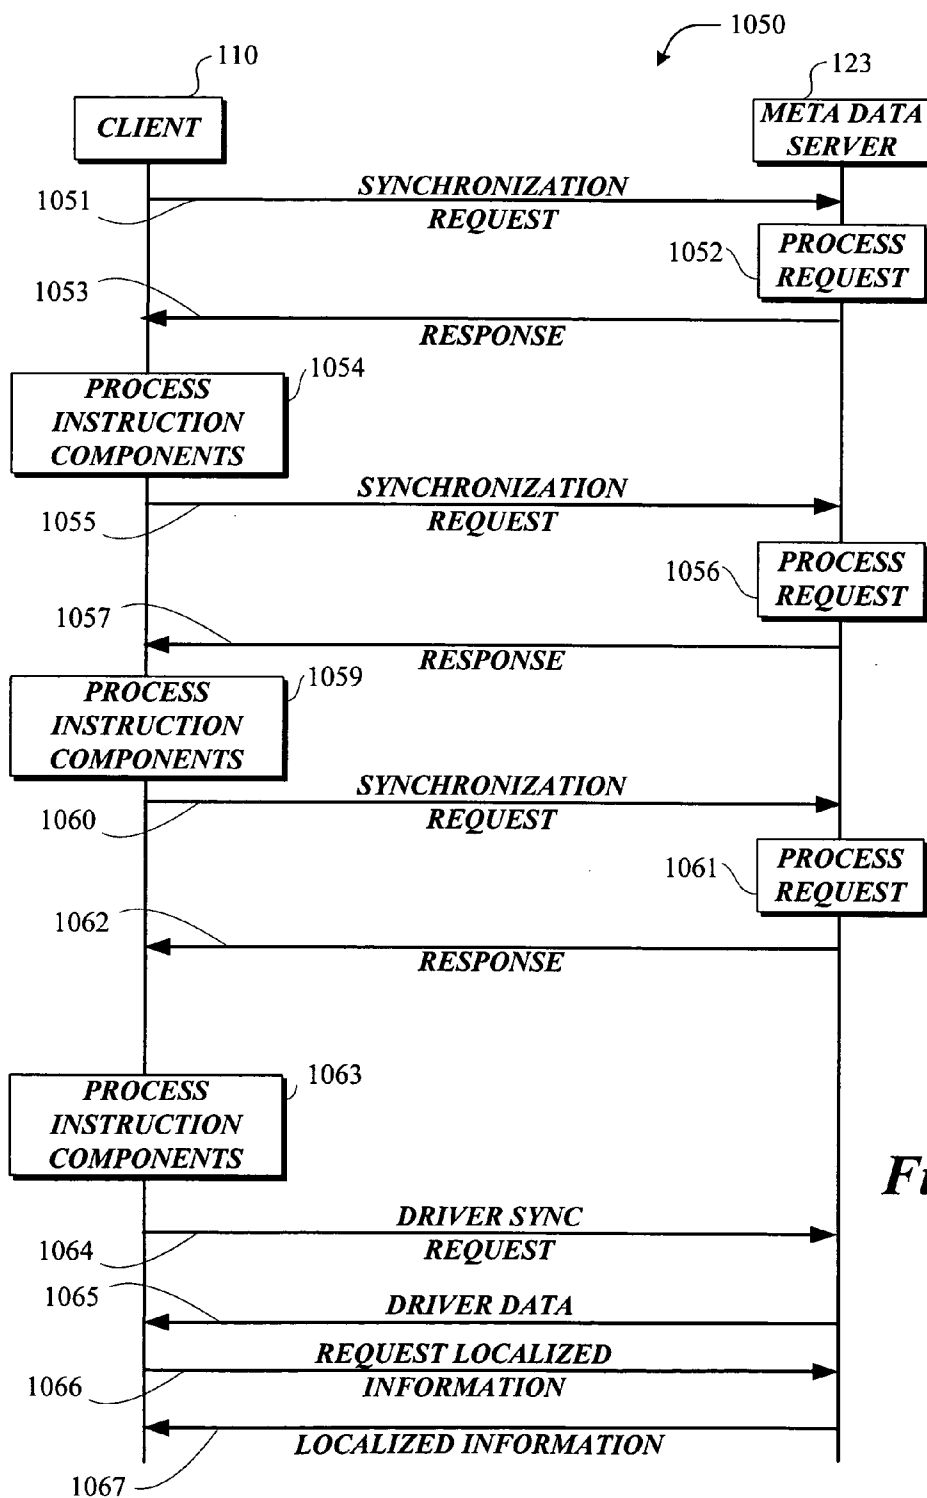 1050
110
123
CLIENT
META DATA
SERVER
1051
SYNCHRONIZATION
REQUEST
1052
PROCESS
REQUEST
1053
RESPONSE
1054
PROCESS
INSTRUCTION
COMPONENTS
1055
SYNCHRONIZATION
REQUEST
1056
PROCESS
REQUEST
1057
RESPONSE
1059
PROCESS
INSTRUCTION
COMPONENTS
1060
SYNCHRONIZATION
REQUEST
1061
PROCESS
REQUEST
1062
RESPONSE
1063
PROCESS
INSTRUCTION
COMPONENTS
1064
DRIVER SYNC
REQUEST
1065
DRIVER DATA
1066
REQUEST LOCALIZED
INFORMATION
LOCALIZED INFORMATION
1067